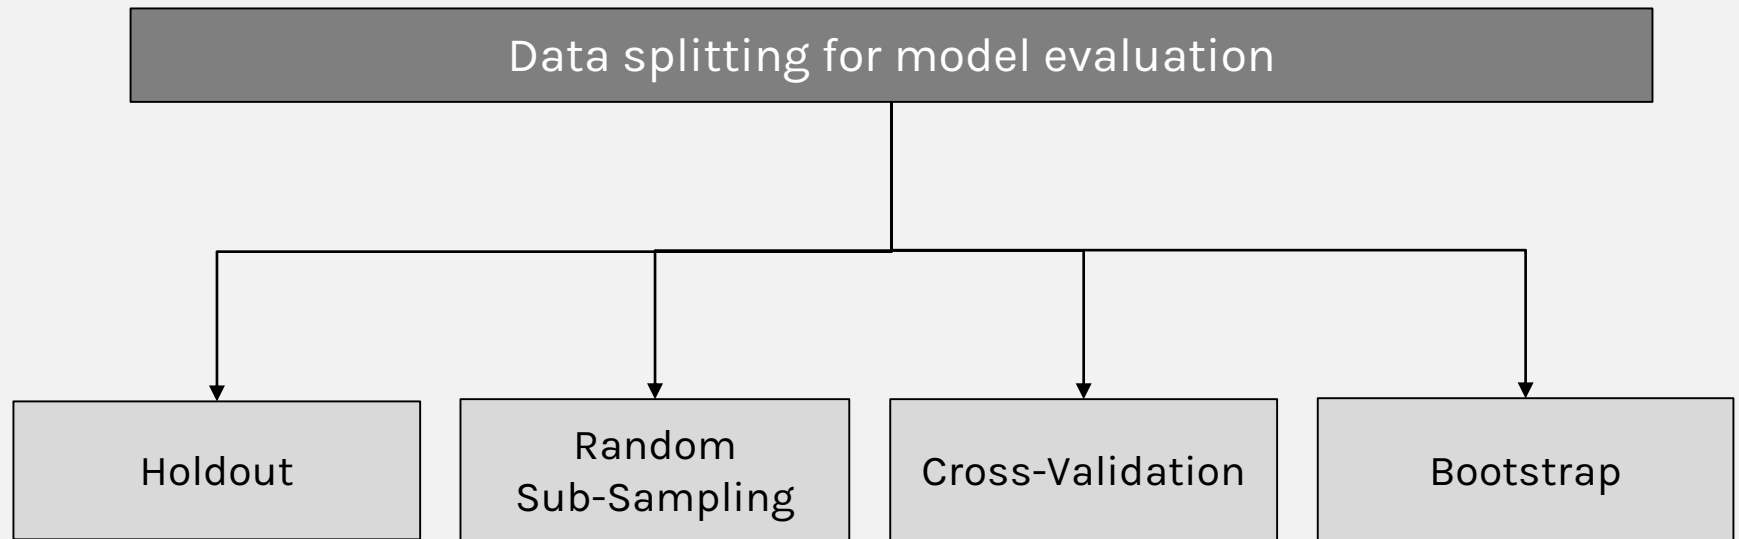 Data splitting for model evaluation
Holdout
Random
Sub-Sampling
Cross-Validation
Bootstrap